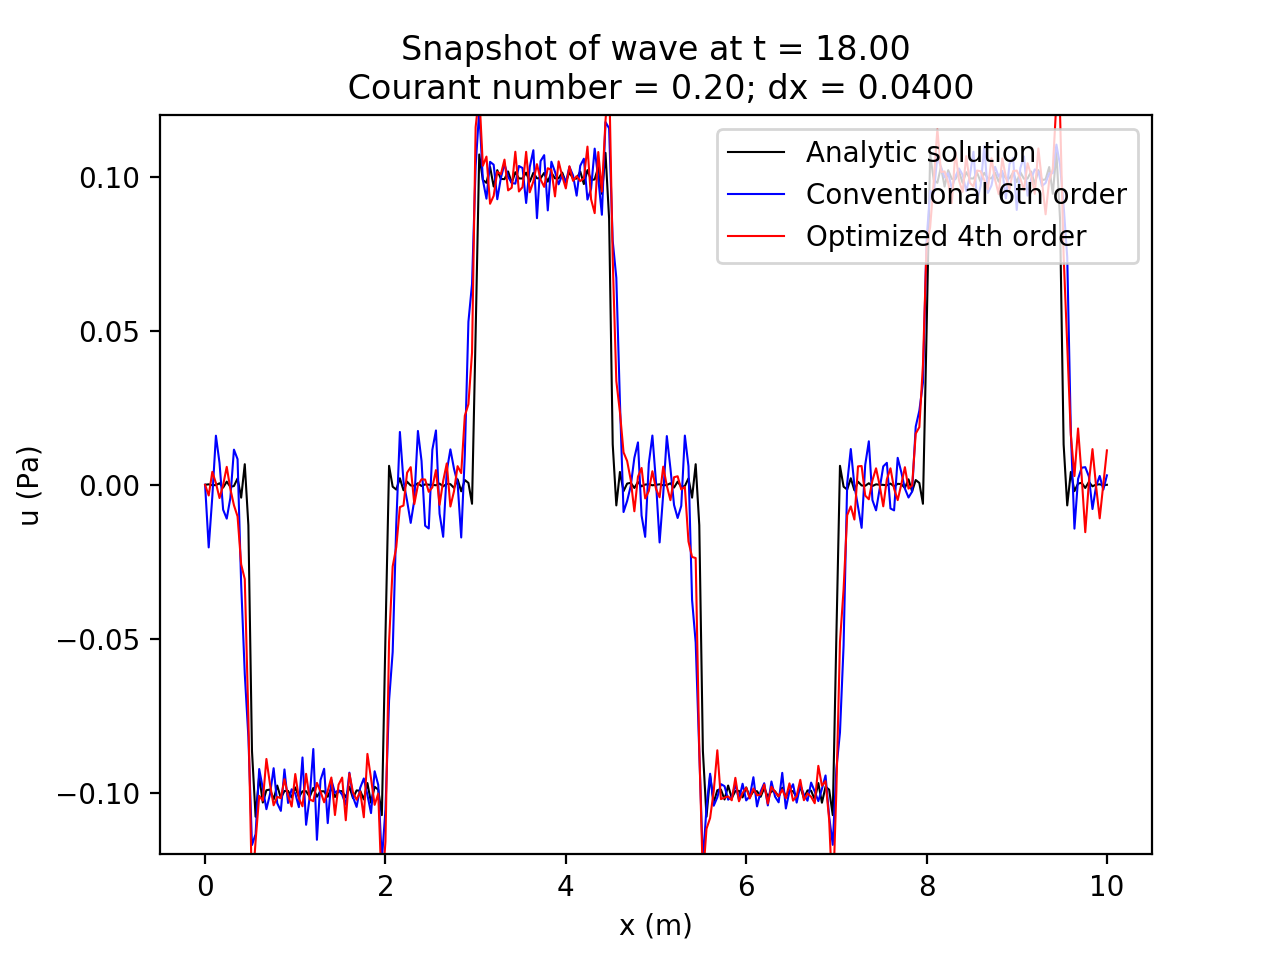 Snapshot of wave at t = 18.00
Courant number = 0.20; dx = 0.0400
Analytic solution
Conventional 6th order
Optimized 4th order
0.10
0.05
0.00
−0.05
−0.10
u (Pa)
0 2 4 6 8 10
x (m)